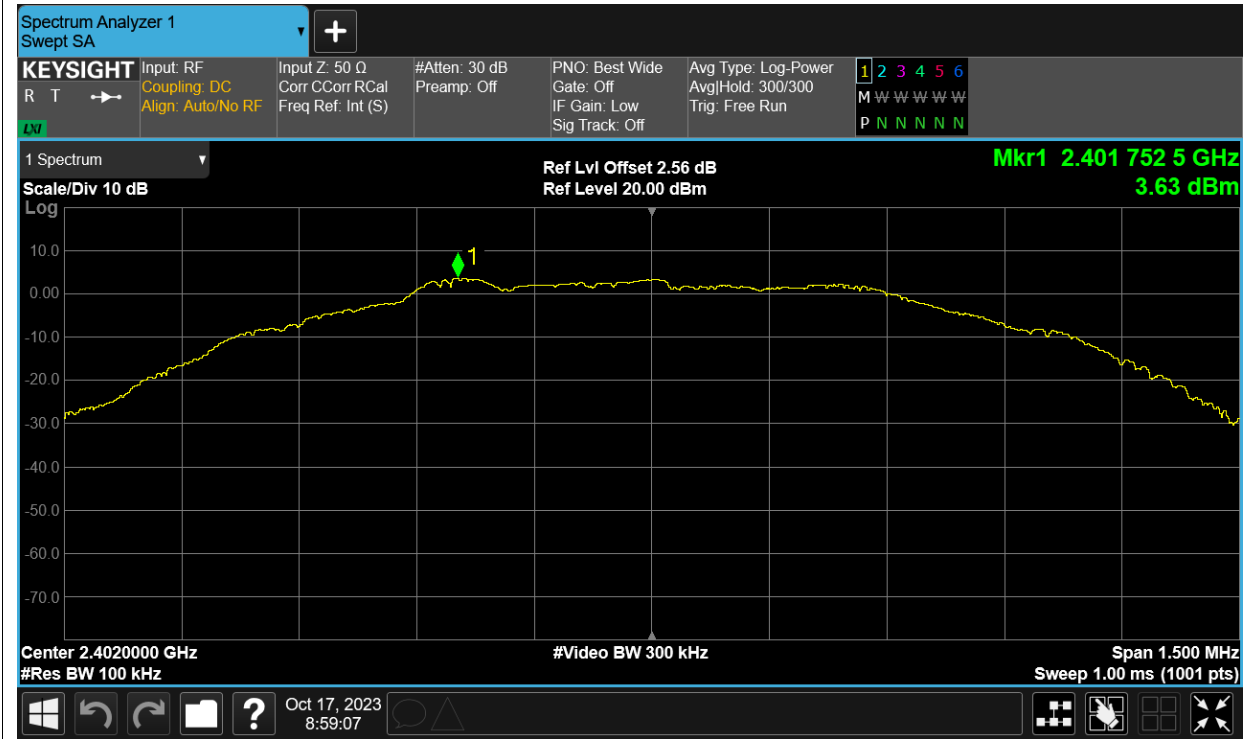 Spectrum Analyzer 1
Swept SA
+
KEYSIGHT
R T
LXI
Input: RF
Coupling: DC
Align: Auto/No RF
Input Z: 50 Ω
Corr CCorr RCal
Freq Ref: Int (S)
#Atten: 30 dB
Preamp: Off
PNO: Best Wide
Gate: Off
IF Gain: Low
Sig Track: Off
Avg Type: Log-Power
Avg|Hold: 300/300
Trig: Free Run
1 2 3 4 5 6
M W W W W W W
P N N N N N N
1 Spectrum
Scale/Div 10 dB
Ref Lvl Offset 2.56 dB
Ref Level 20.00 dBm
Mkr1 2.401 752 5 GHz
3.63 dBm
Log
1
10.0
0.00
-10.0
-20.0
-30.0
-40.0
-50.0
-60.0
-70.0
Center 2.4020000 GHz
#Res BW 100 kHz
#Video BW 300 kHz
Span 1.500 MHz
Sweep 1.00 ms (1001 pts)
?
Oct 17, 2023
8:59:07